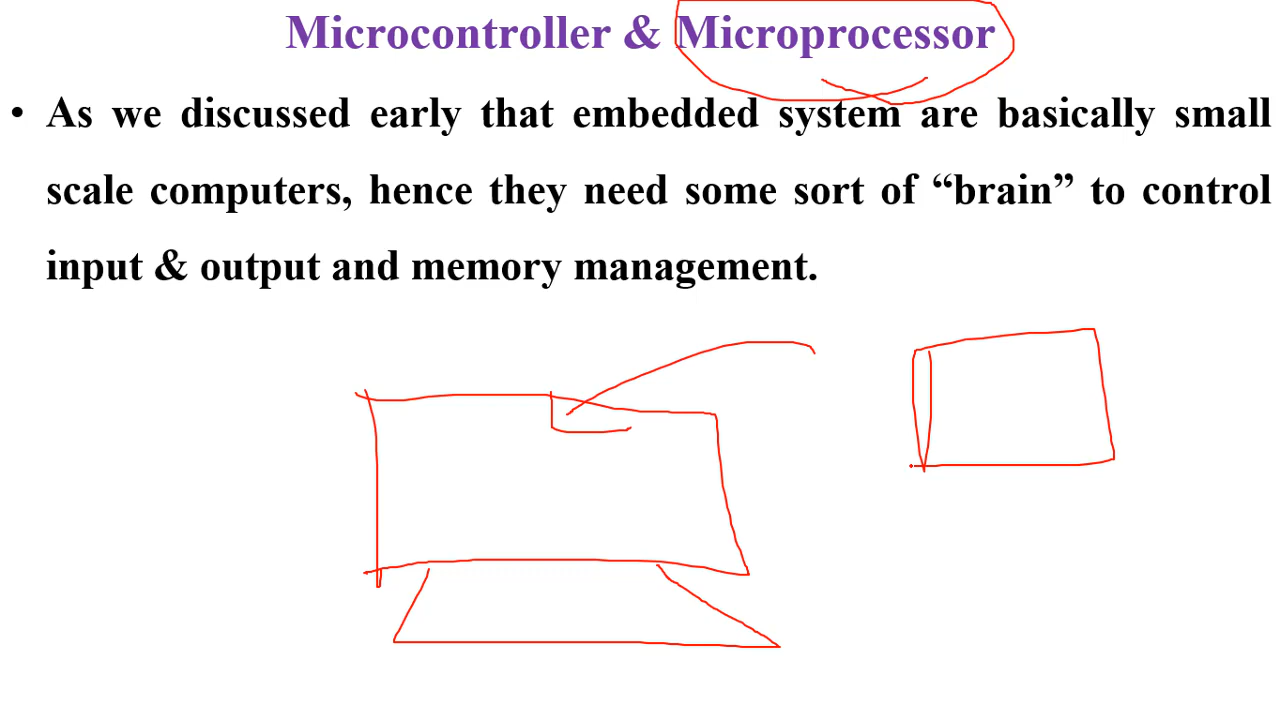 Microcontroller & Microprocessor
• As we discussed early that embedded system are basically small
scale computers, hence they need some sort of “brain” to control
input & output and memory management.